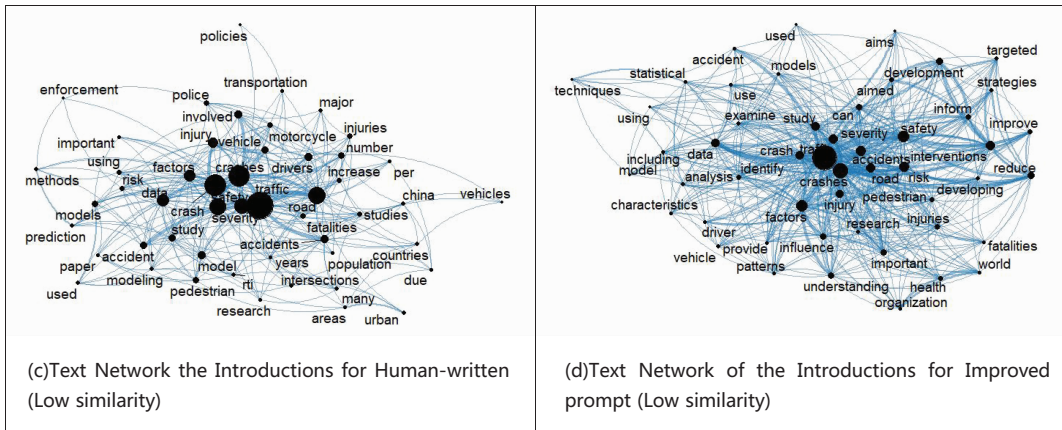 policies
transportation
enforcement
police
major
involved
important
injury
vehicle
motorcycle
injuries
using
factors
crashes
drivers
number
methods
risk
data
traffic
increase
per
safety
china
vehicles
models
crash
severity
road
studies
prediction
study
fatalities
paper
accident
accidents
countries
used
modeling
model
years
population
due
pedestrian
rti
intersections
research
many
areas
urban
(c)Text Network the Introductions for Human-written
(Low similarity)
used
aims
accident
targeted
statistical
models
development
techniques
use
aimed
strategies
using
examine
study
can
inform
severity
safety
improve
including
data
crash
traffic
accidents
interventions
reduce
model
analysis
identify
crashes
road
risk
developing
characteristics
injury
pedestrian
driver
factors
research
injuries
vehicle
provide
influence
fatalities
patterns
important
world
understanding
health
organization
(d)Text Network of the Introductions for Improved
prompt (Low similarity)